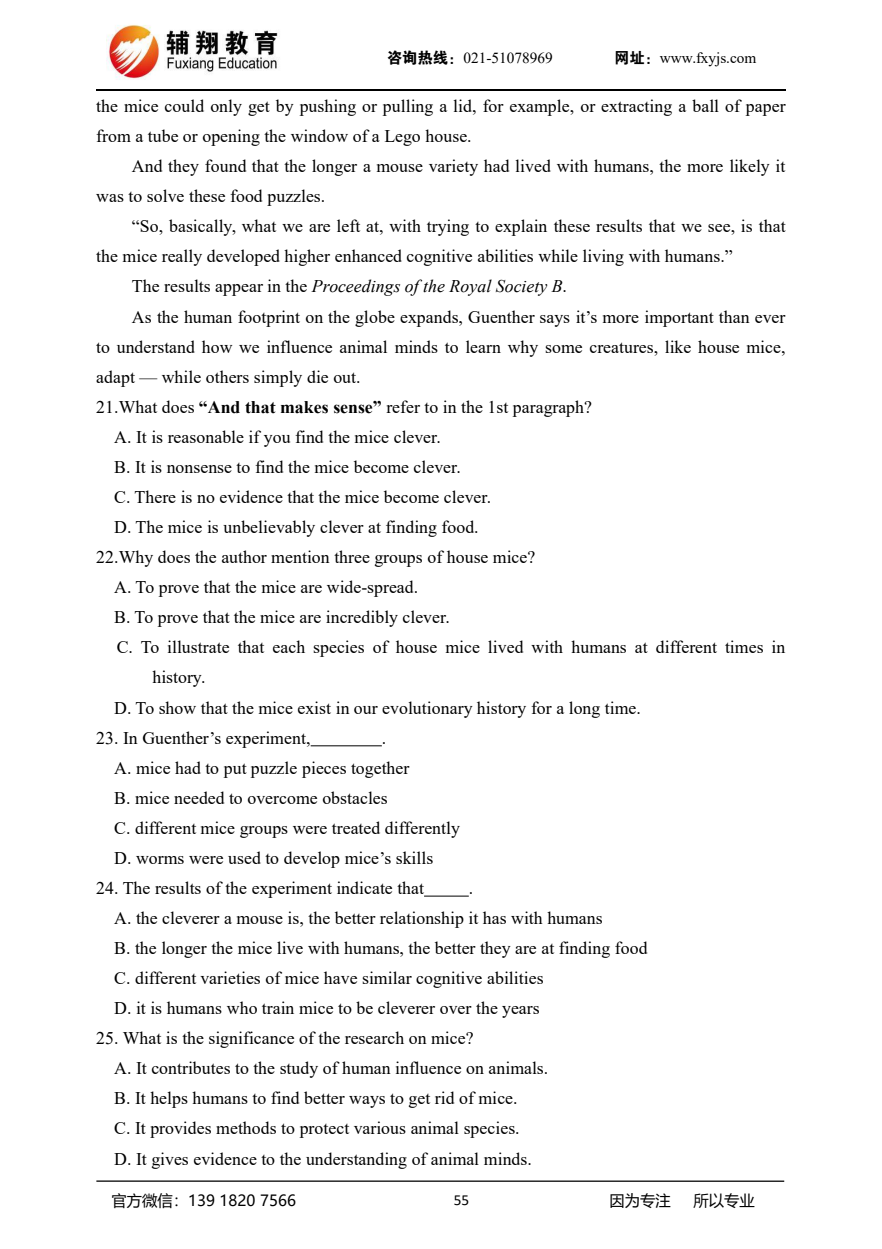 辅翔教育
Fuxiang Education
咨询热线：021-51078969 网址：www.fxyjs.com
the mice could only get by pushing or pulling a lid, for example, or extracting a ball of paper
from a tube or opening the window of a Lego house.
And they found that the longer a mouse variety had lived with humans, the more likely it
was to solve these food puzzles.
“So, basically, what we are left at, with trying to explain these results that we see, is that
the mice really developed higher enhanced cognitive abilities while living with humans.”
The results appear in the Proceedings of the Royal Society B.
As the human footprint on the globe expands, Guenther says it’s more important than ever
to understand how we influence animal minds to learn why some creatures, like house mice,
adapt — while others simply die out.
21.What does “And that makes sense” refer to in the 1st paragraph?
A. It is reasonable if you find the mice clever.
B. It is nonsense to find the mice become clever.
C. There is no evidence that the mice become clever.
D. The mice is unbelievably clever at finding food.
22.Why does the author mention three groups of house mice?
A. To prove that the mice are wide-spread.
B. To prove that the mice are incredibly clever.
C. To illustrate that each species of house mice lived with humans at different times in
history.
D. To show that the mice exist in our evolutionary history for a long time.
23. In Guenther’s experiment,________.
A. mice had to put puzzle pieces together
B. mice needed to overcome obstacles
C. different mice groups were treated differently
D. worms were used to develop mice’s skills
24. The results of the experiment indicate that_____.
A. the cleverer a mouse is, the better relationship it has with humans
B. the longer the mice live with humans, the better they are at finding food
C. different varieties of mice have similar cognitive abilities
D. it is humans who train mice to be cleverer over the years
25. What is the significance of the research on mice?
A. It contributes to the study of human influence on animals.
B. It helps humans to find better ways to get rid of mice.
C. It provides methods to protect various animal species.
D. It gives evidence to the understanding of animal minds.
官方微信：139 1820 7566 55 因为专注 所以专业